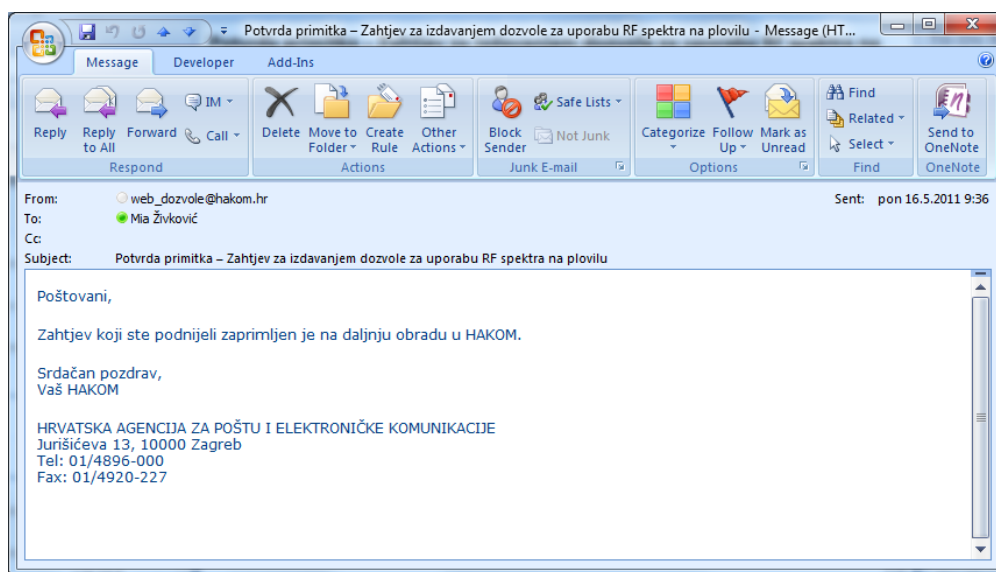 Potvrda primitka – Zahtjev za izdavanjem dozvole za uporabu RF spektra na plovilu - Message (HT...
Message Developer Add-Ins
Reply
Reply to All
Forward
IM
Call
Respond
Delete
Move to Folder
Create Rule
Other Actions
Actions
Block Sender
Safe Lists
Not Junk
Junk E-mail
Categorize
Follow Up
Mark as Unread
Options
Find
Related
Select
Find
Send to OneNote
OneNote
From: web_dozvole@hakom.hr Sent: pon 16.5.2011 9:36
To: Mia Živković
Cc:
Subject: Potvrda primitka – Zahtjev za izdavanjem dozvole za uporabu RF spektra na plovilu
Poštovani,
Zahtjev koji ste podnijeli zaprimljen je na daljnju obradu u HAKOM.
Srdačan pozdrav,
Vaš HAKOM
HRVATSKA AGENCIJA ZA POŠTU I ELEKTRONIČKE KOMUNIKACIJE
Jurišićeva 13, 10000 Zagreb
Tel: 01/4896-000
Fax: 01/4920-227